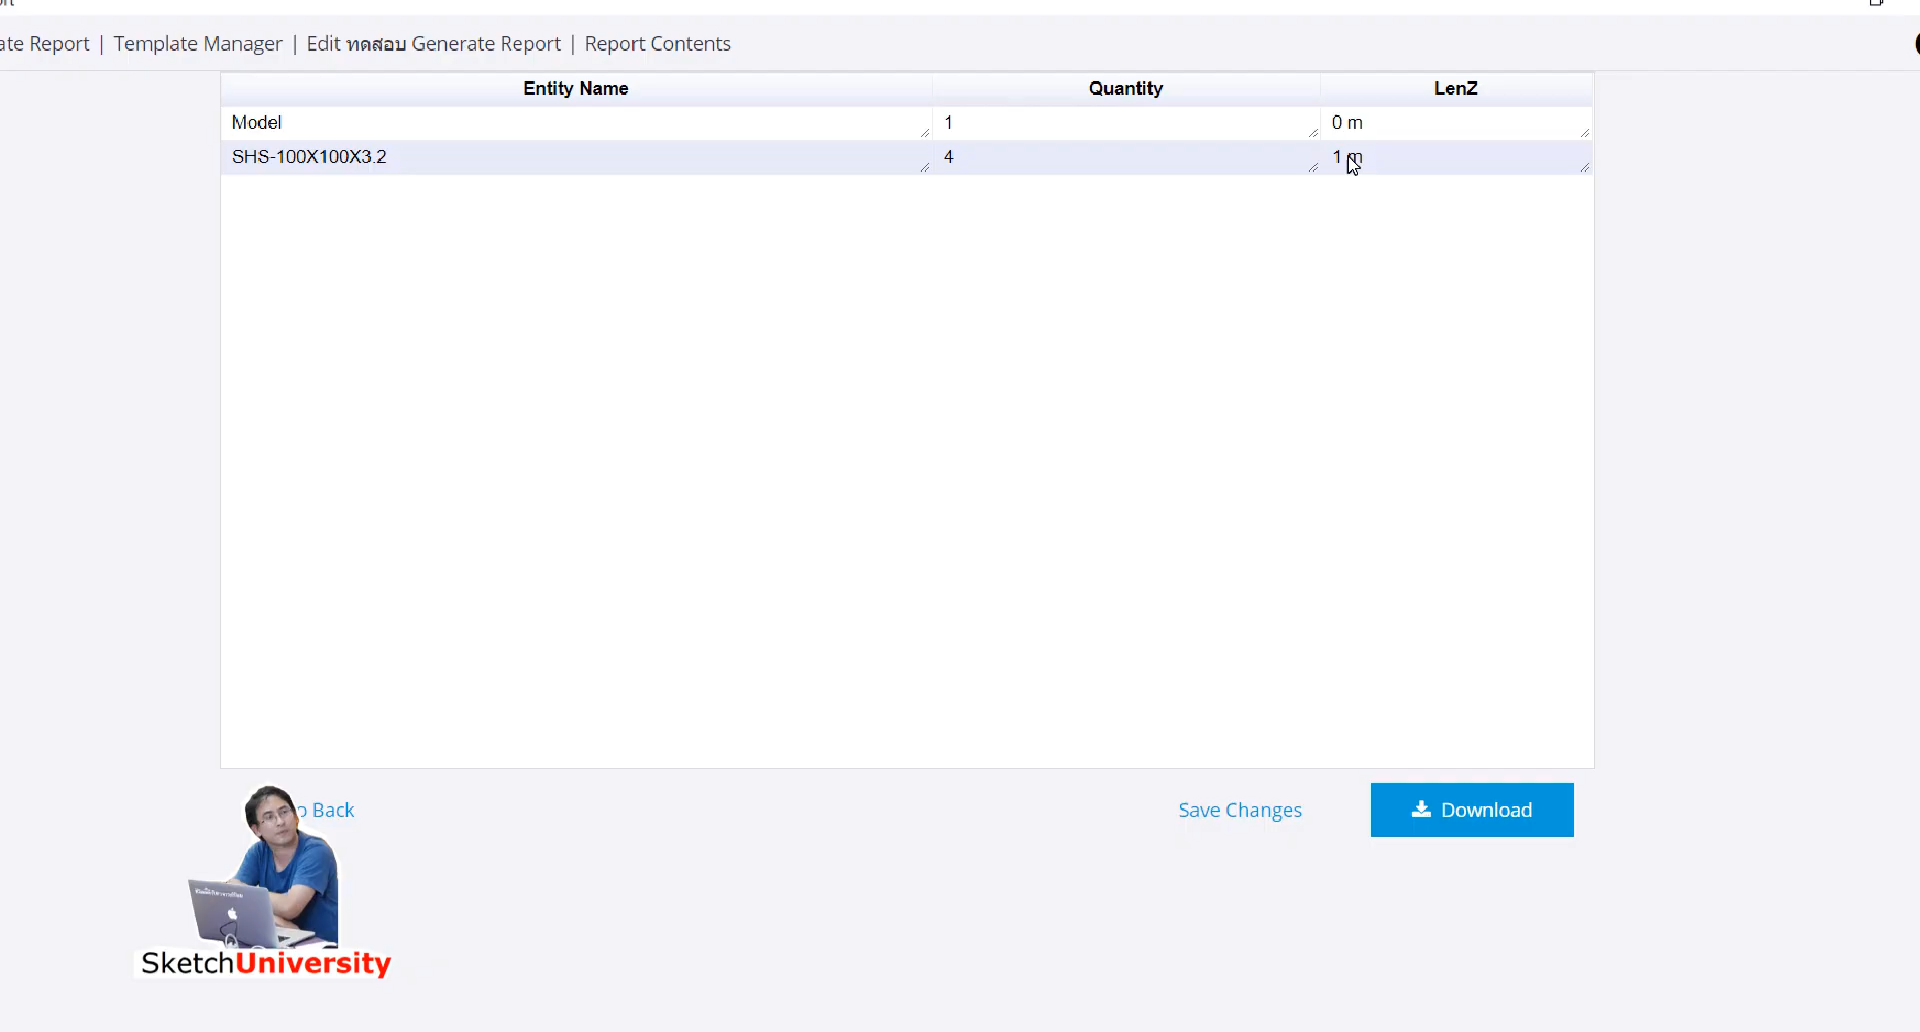 ate Report | Template Manager | Edit ทดสอบ Generate Report | Report Contents
Entity Name Quantity LenZ
Model 1 0 m
SHS-100X100X3.2 4 1 m
o Back Save Changes Download
SketchUniversity